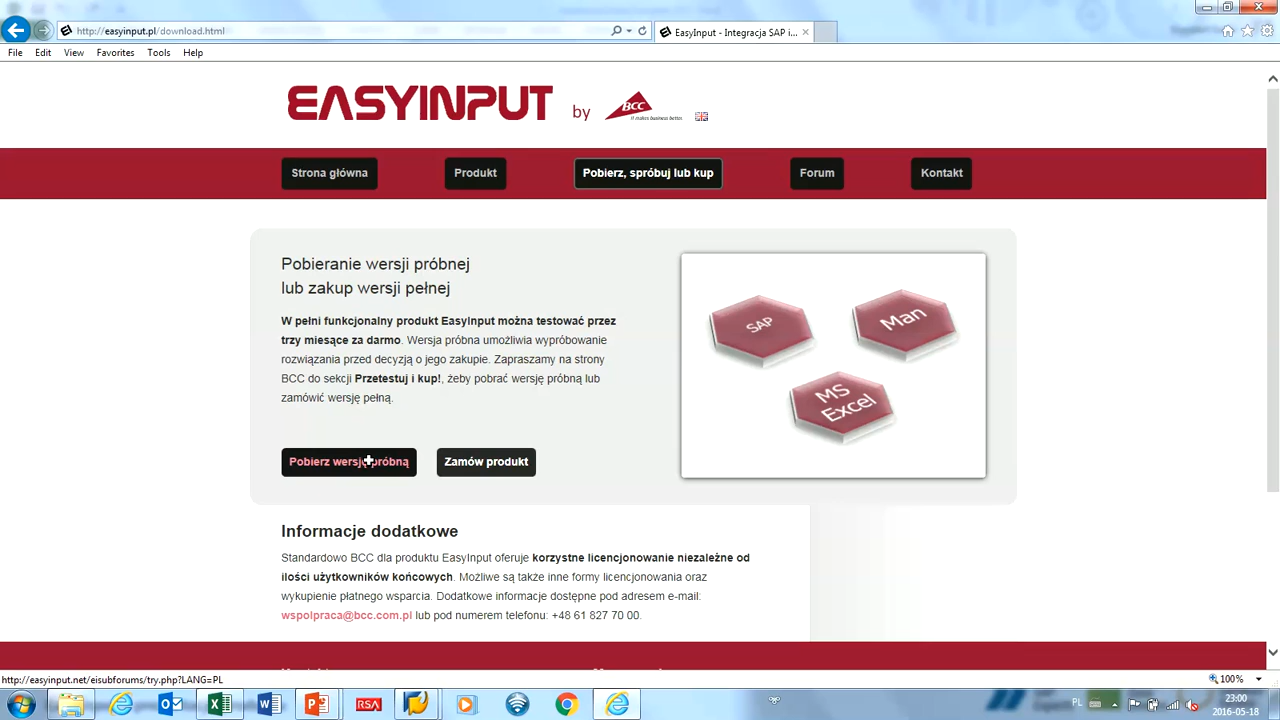 http://easyinput.pl/download.html
EasyInput - Integracja SAP i...
File Edit View Favorites Tools Help
EASYINPUT by BCC
it makes business better
Strona główna
Produkt
Pobierz, spróbuj lub kup
Forum
Kontakt
Pobieranie wersji próbnej
lub zakup wersji pełnej
W pełni funkcjonalny produkt EasyInput można testować przez
trzy miesiące za darmo. Wersja próbna umożliwia wypróbowanie
rozwiązania przed decyzją o jego zakupie. Zapraszamy na strony
BCC do sekcji Przetestuj i kup!, żeby pobrać wersję próbną lub
zamówić wersję pełną.
SAP
Man
MS
Excel
Pobierz wersję próbną
Zamów produkt
Informacje dodatkowe
Standardowo BCC dla produktu EasyInput oferuje korzystne licencjonowanie niezależne od
ilości użytkowników końcowych. Możliwe są także inne formy licencjonowania oraz
wykupienie płatnego wsparcia. Dodatkowe informacje dostępne pod adresem e-mail:
wspolpraca@bcc.com.pl lub pod numerem telefonu: +48 61 827 70 00.
http://easyinput.net/eisubforums/try.php?LANG=PL
100%
RSA
PL
23:00
2016-05-18